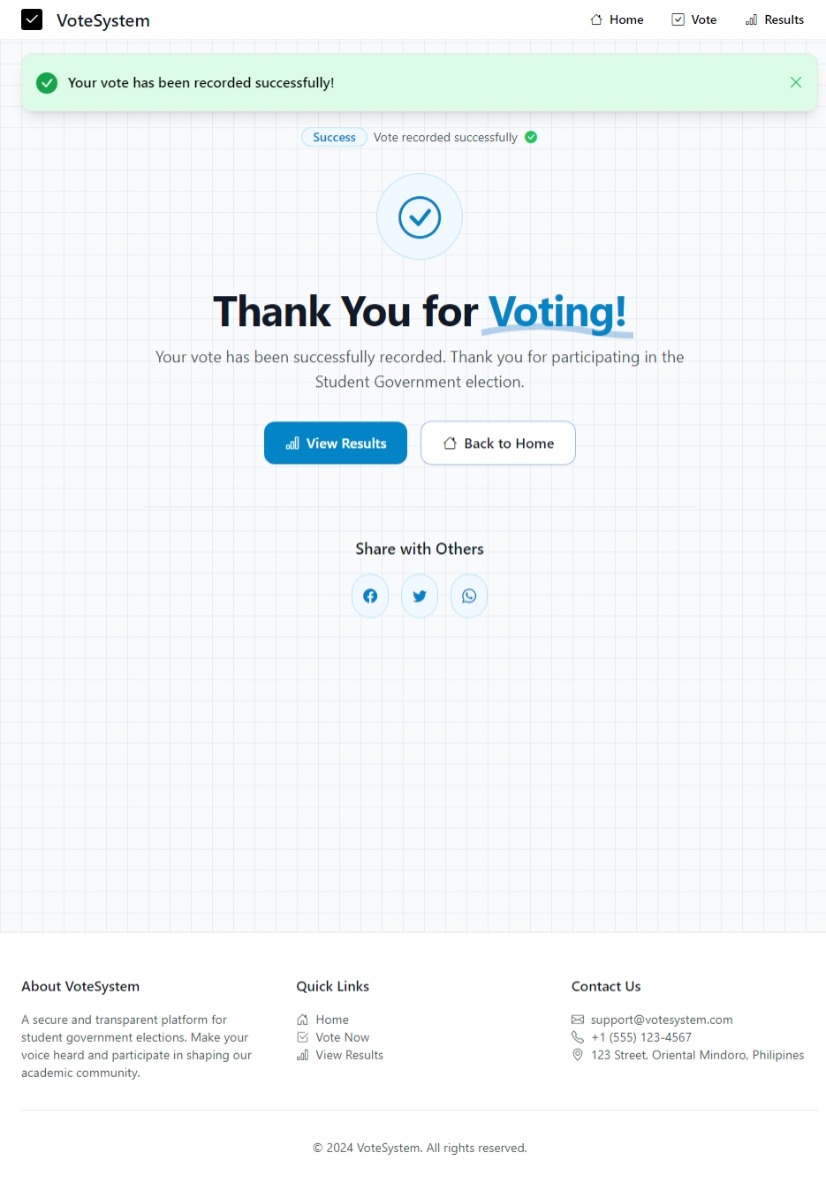 VoteSystem
Home
Vote
Results
Your vote has been recorded successfully!
Success
Vote recorded successfully
Thank You for Voting!
Your vote has been successfully recorded. Thank you for participating in the
Student Government election.
View Results
Back to Home
Share with Others
About VoteSystem
A secure and transparent platform for
student government elections. Make your
voice heard and participate in shaping our
academic community.
Quick Links
Home
Vote Now
View Results
Contact Us
support@votesystem.com
+1 (555) 123-4567
123 Street, Oriental Mindoro, Philipines
© 2024 VoteSystem. All rights reserved.